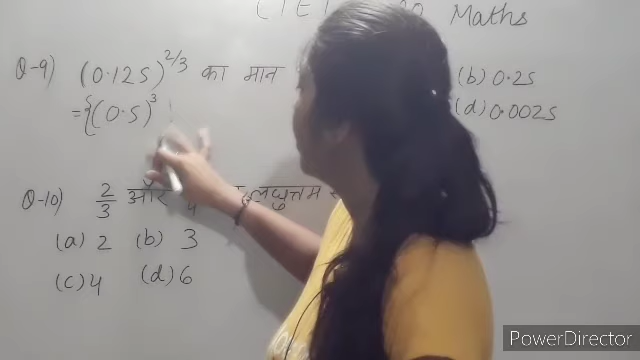 Maths
Q-9) (0.125)^2/3 का मान (b) 0.25
= {(0.5)^3 (d) 0.0025
Q-10) 2/3 और लघुत्तम
(a) 2 (b) 3
(c) 4 (d) 6
PowerDirector